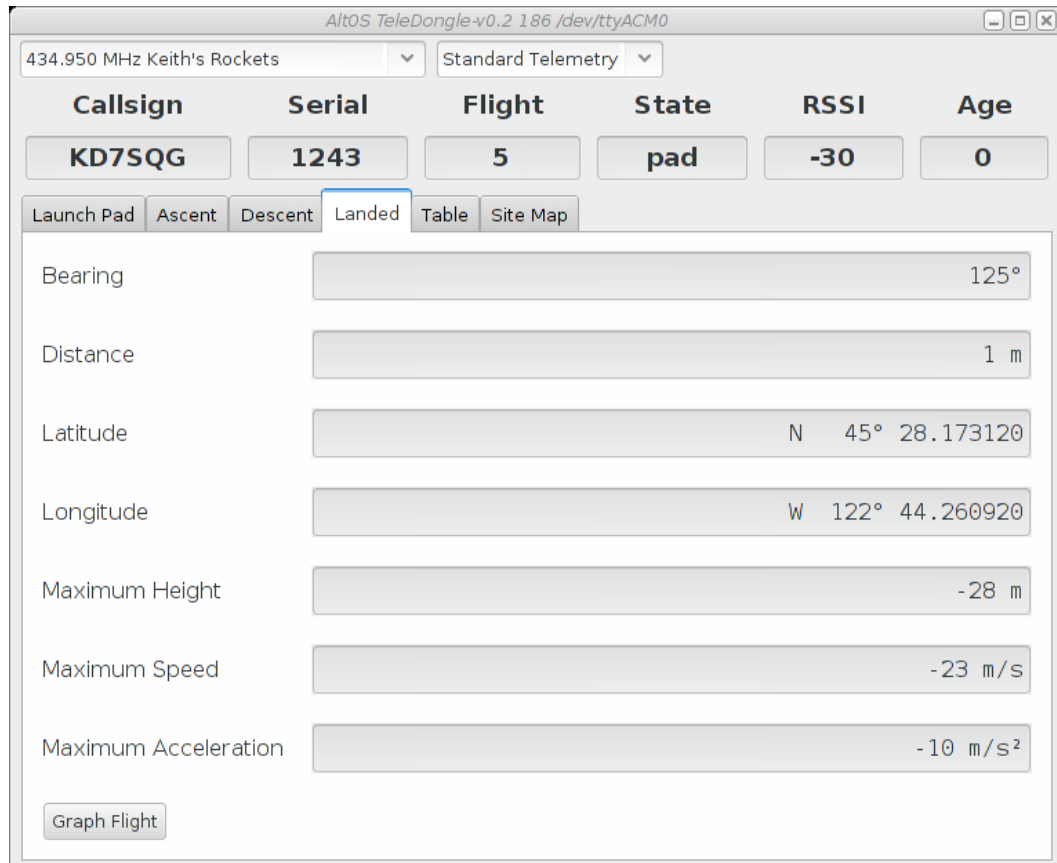 AltOS TeleDongle-v0.2 186 /dev/ttyACM0
434.950 MHz Keith's Rockets Standard Telemetry
Callsign Serial Flight State RSSI Age
KD7SQG 1243 5 pad -30 0
Launch Pad Ascent Descent Landed Table Site Map
Bearing 125°
Distance 1 m
Latitude N 45° 28.173120
Longitude W 122° 44.260920
Maximum Height -28 m
Maximum Speed -23 m/s
Maximum Acceleration -10 m/s²
Graph Flight